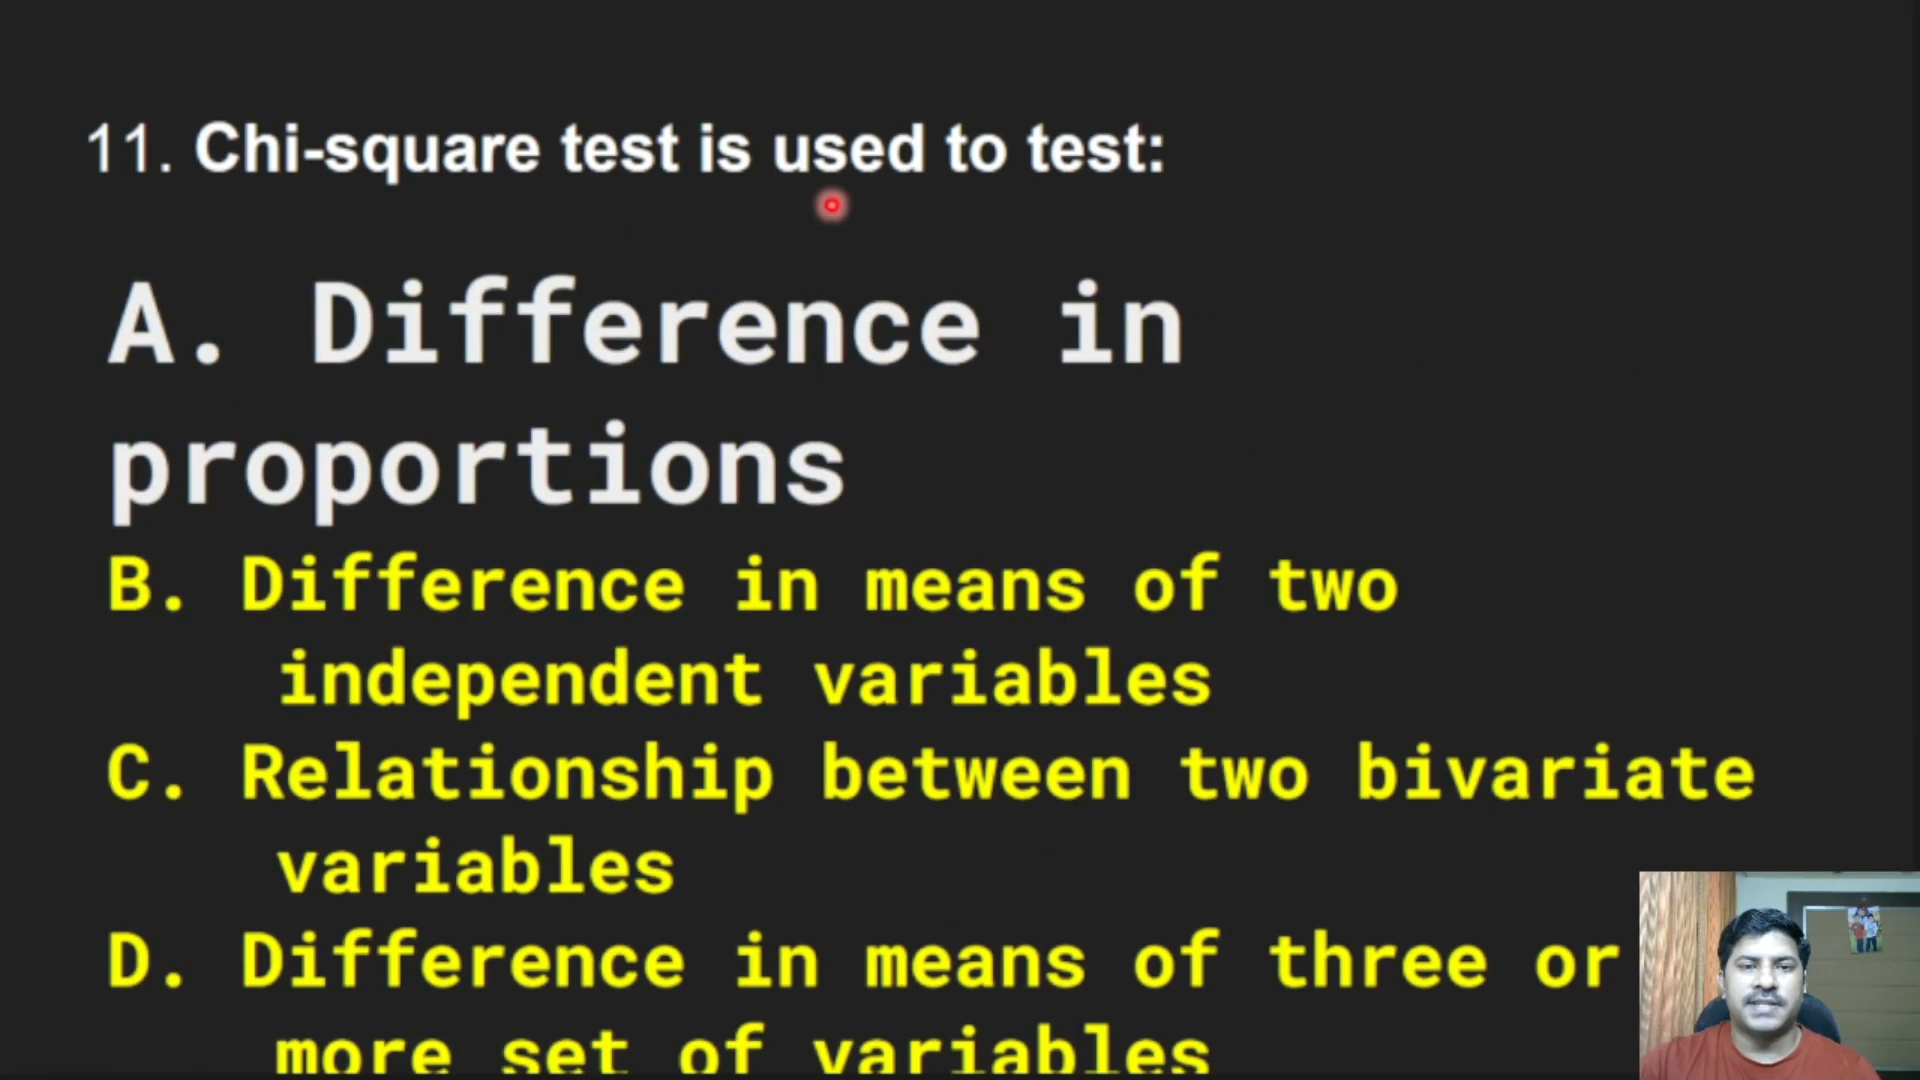 11. Chi-square test is used to test:
A. Difference in
proportions
B. Difference in means of two
independent variables
C. Relationship between two bivariate
variables
D. Difference in means of three or
more set of variables